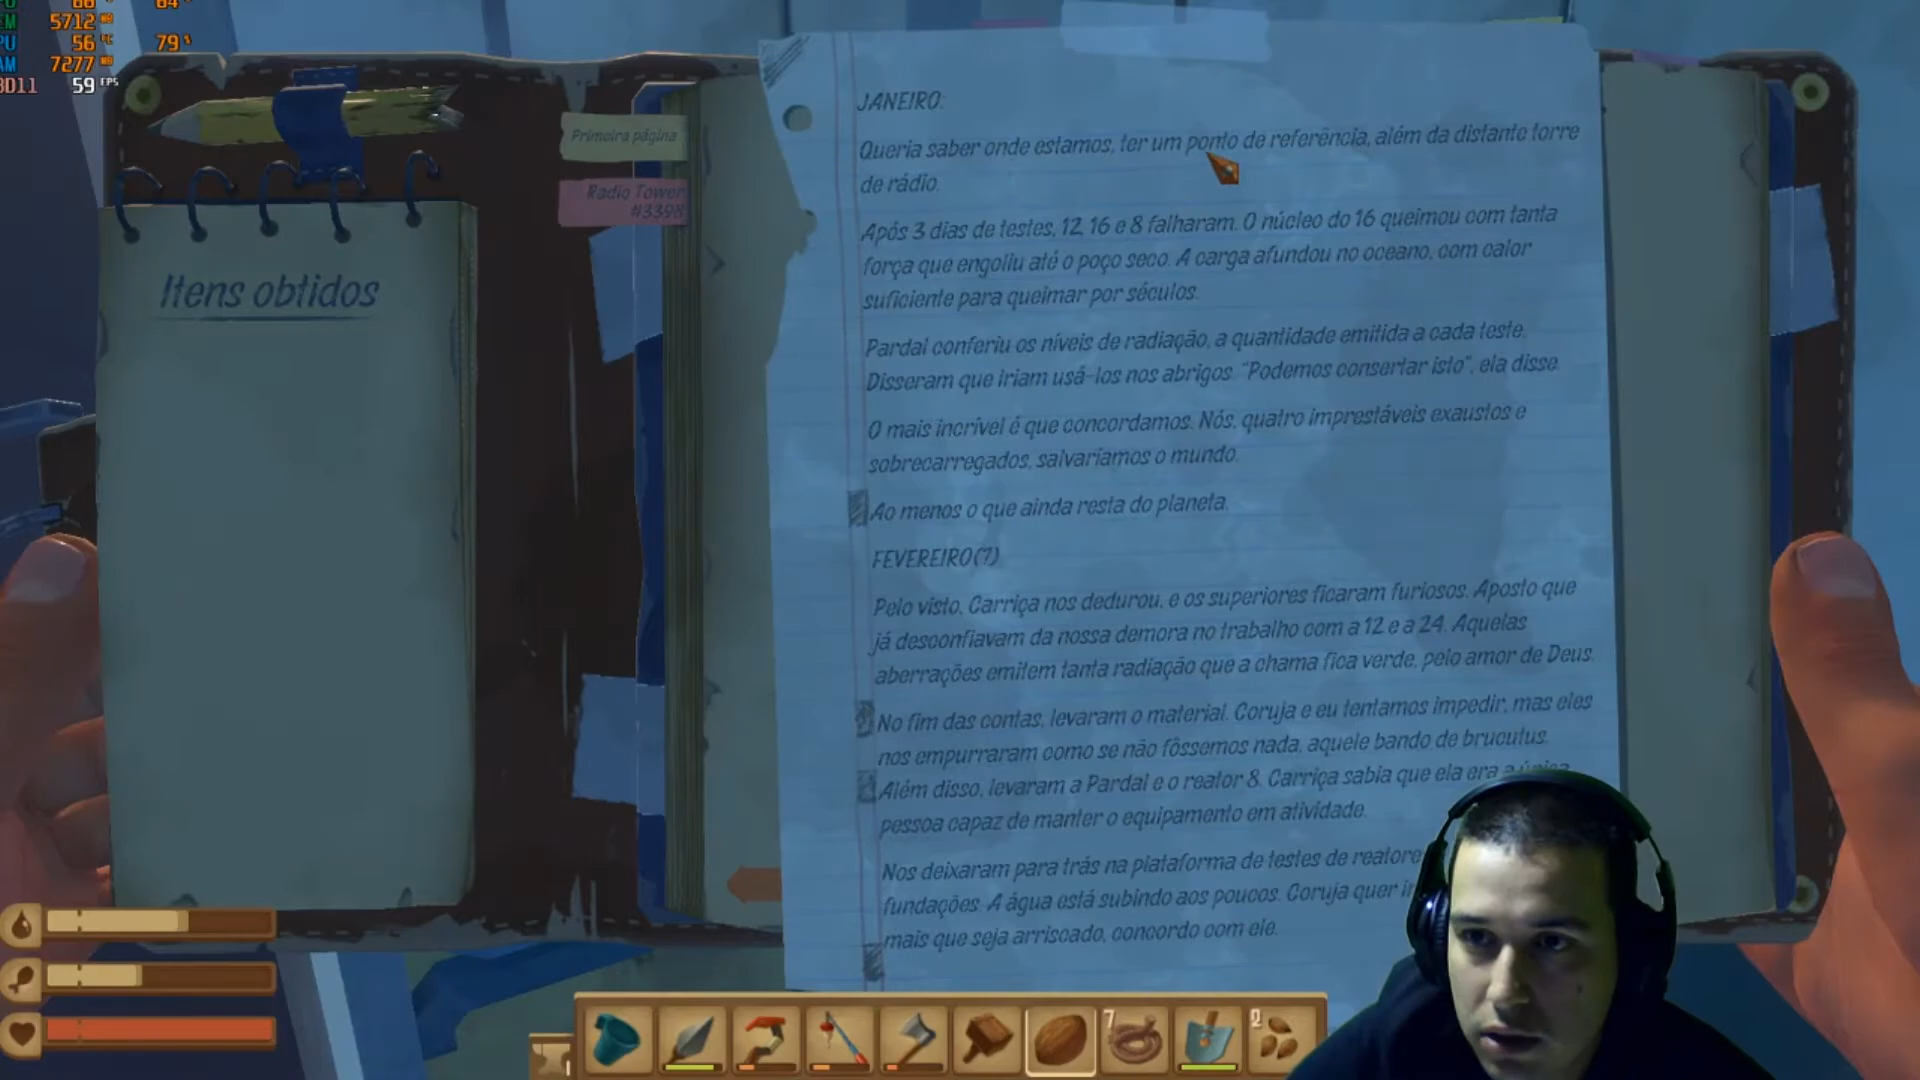 5712 MB
56 °C 79 %
7277 MB
59 FPS
Primeira página
Radio Tower
#3398
Itens obtidos
JANEIRO:
Queria saber onde estamos, ter um ponto de referência, além da distante torre
de rádio.
Após 3 dias de testes, 12, 16 e 8 falharam. O núcleo do 16 queimou com tanta
força que engoliu até o poço seco. A carga afundou no oceano, com calor
suficiente para queimar por séculos.
Pardal conferiu os níveis de radiação, a quantidade emitida a cada teste.
Disseram que iriam usá-los nos abrigos. "Podemos consertar isto", ela disse.
O mais incrível é que concordamos. Nós, quatro imprestáveis exaustos e
sobrecarregados, salvaríamos o mundo.
Ao menos o que ainda resta do planeta.
FEVEREIRO(?)
Pelo visto, Carriça nos dedurou, e os superiores ficaram furiosos. Aposto que
já desconfiavam da nossa demora no trabalho com a 12 e a 24. Aquelas
aberrações emitem tanta radiação que a chama fica verde, pelo amor de Deus.
No fim das contas, levaram o material. Coruja e eu tentamos impedir, mas eles
nos empurraram como se não fôssemos nada, aquele bando de brucutus.
Além disso, levaram a Pardal e o reator 8. Carriça sabia que ela era a única
pessoa capaz de manter o equipamento em atividade.
Nos deixaram para trás na plataforma de testes de
fundações. A água está subindo aos poucos. Coruja quer
mais que seja arriscado, concordo com ele.
7
2